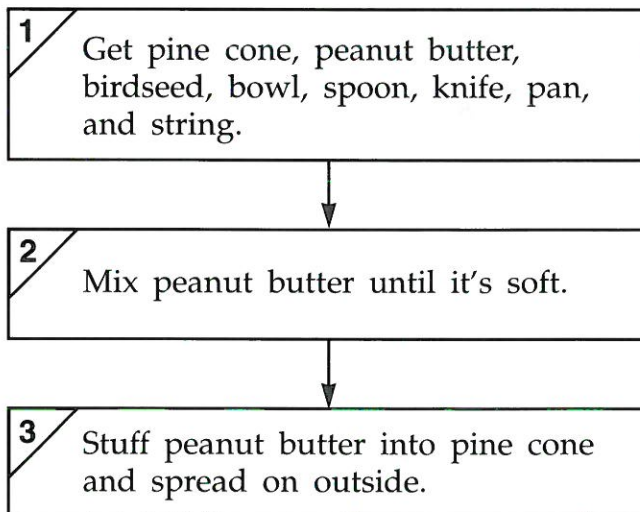 1
Get pine cone, peanut butter,
birdseed, bowl, spoon, knife, pan,
and string.
2
Mix peanut butter until it's soft.
3
Stuff peanut butter into pine cone
and spread on outside.